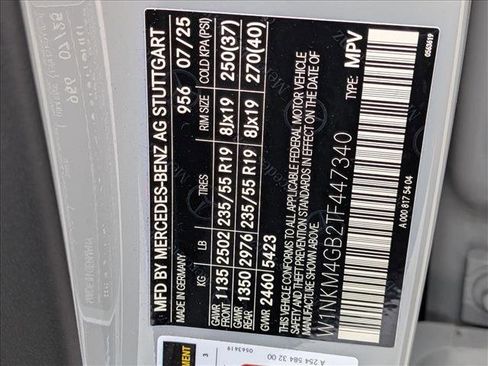 MFD BY MERCEDES-BENZ AG STUTTGART
MADE IN GERMANY 956 07/25
KG LB TIRES RIM SIZE COLD KPA(PSI)
GAWR FRONT 1135 2502 235/55 R19 8Jx19 250(37)
GAWR REAR 1350 2976 235/55 R19 8Jx19 270(40)
GVWR 2460 5423
THIS VEHICLE CONFORMS TO ALL APPLICABLE FEDERAL MOTOR VEHICLE
SAFETY AND THEFT PREVENTION STANDARDS IN EFFECT ON THE DATE OF
MANUFACTURE SHOWN ABOVE.
TYPE: MPV
W1NKM4GB2TF447340
A 000 817 54 04
0563619
A 254 584 32 00
0563619
3